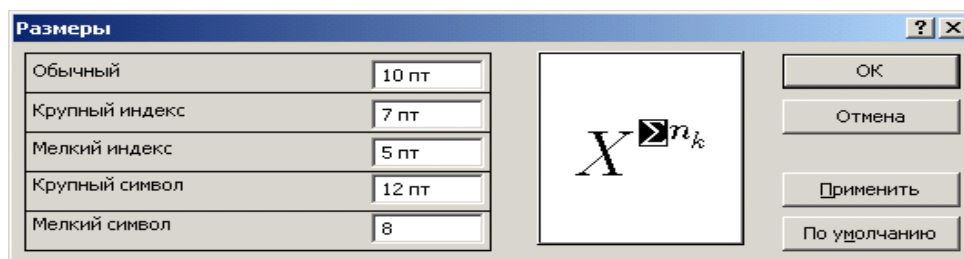 Размеры
Обычный 10 пт
Крупный индекс 7 пт
Мелкий индекс 5 пт
Крупный символ 12 пт
Мелкий символ 8
X Σ n k
ОК
Отмена
Применить
По умолчанию